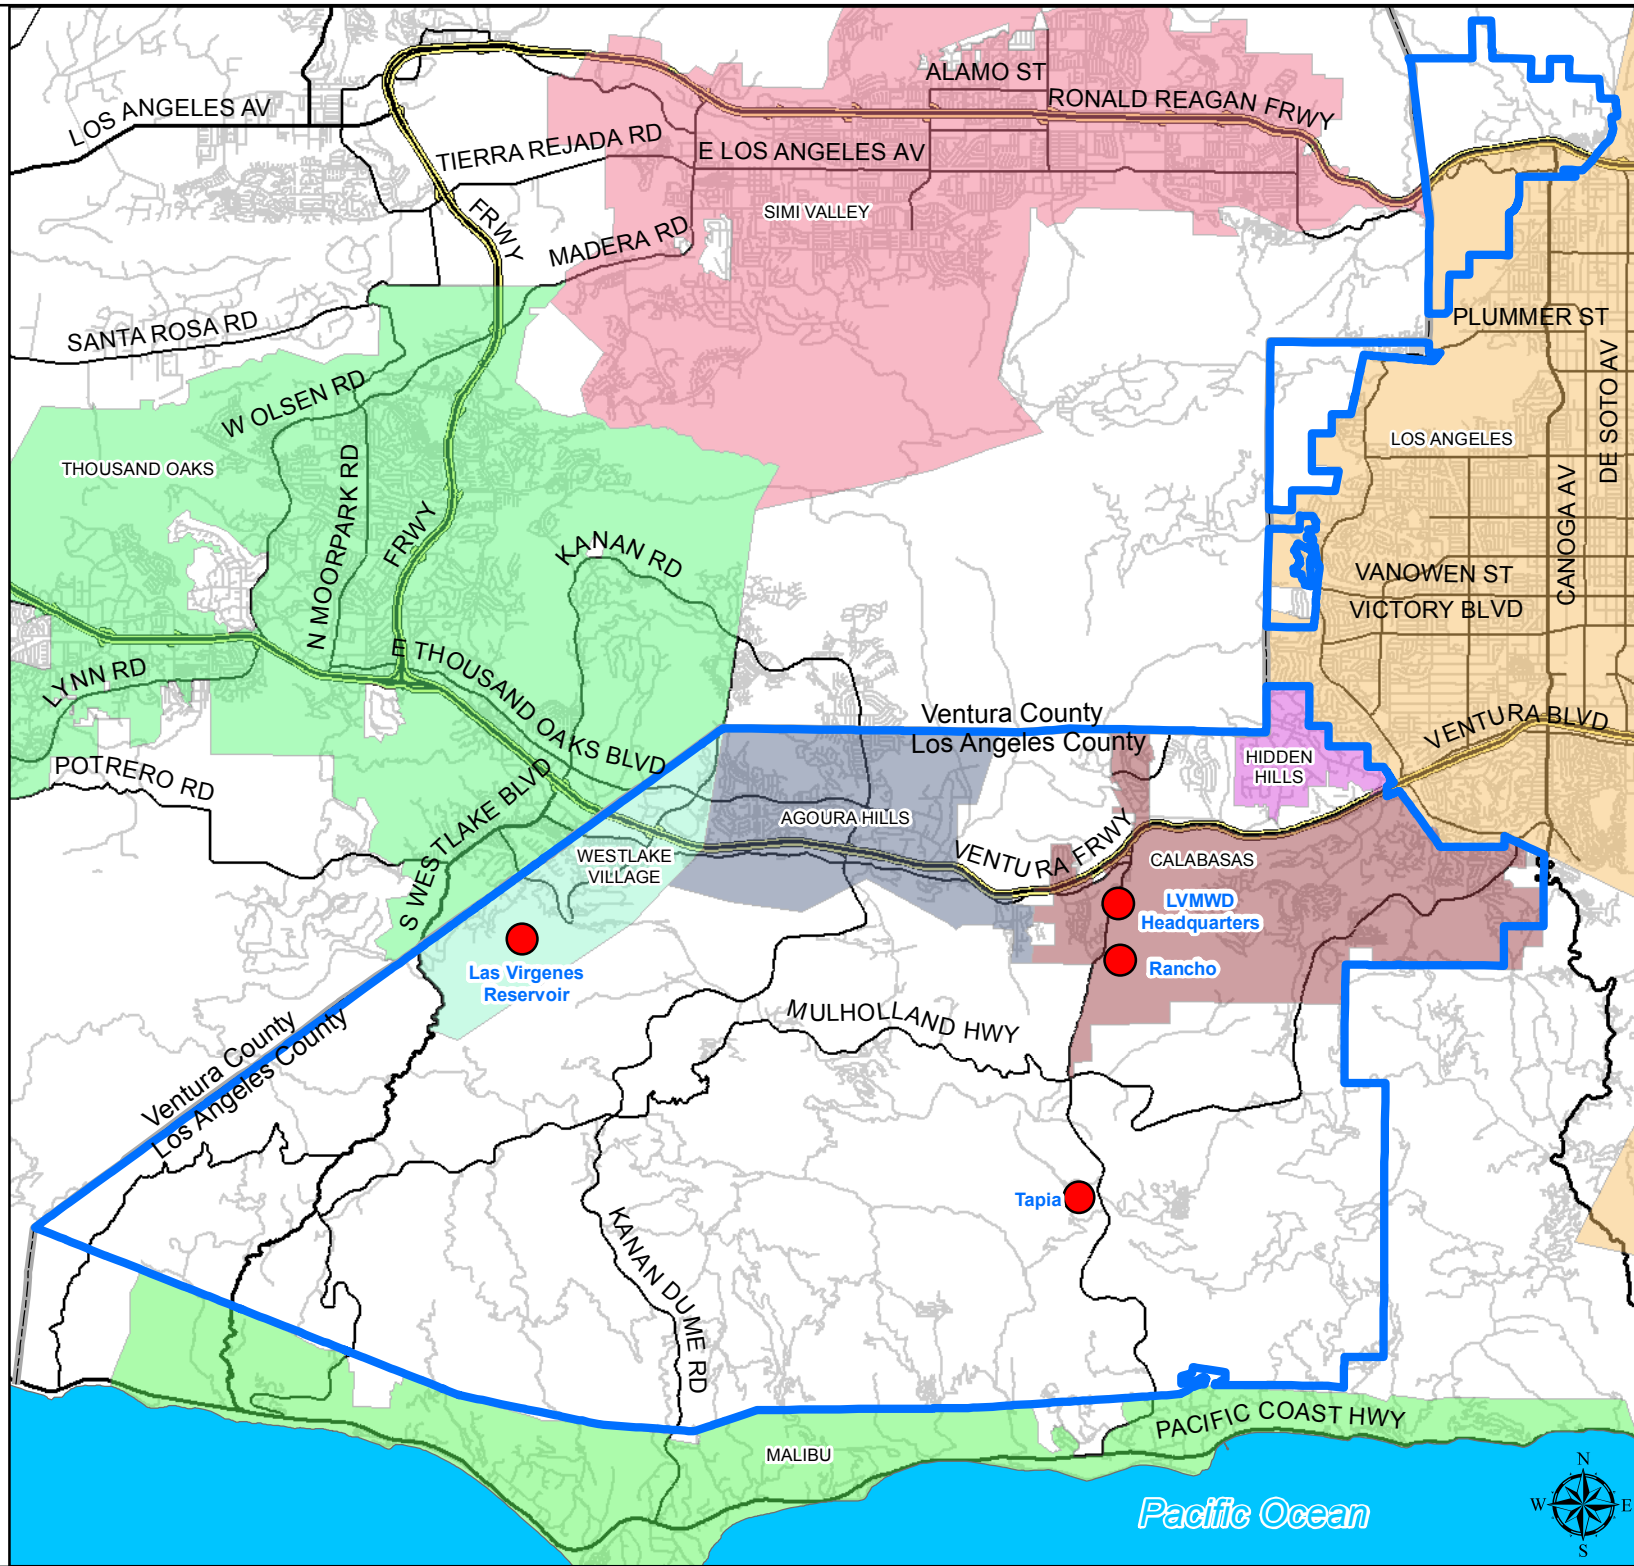 ALAMO ST
RONALD REAGAN FRWY
LOS ANGELES AV
TIERRA REJADA RD
E LOS ANGELES AV
SIMI VALLEY
FRWY
MADERA RD
SANTA ROSA RD
PLUMMER ST
DE SOTO AV
W OLSEN RD
LOS ANGELES
THOUSAND OAKS
N MOORPARK RD
FRWY
KANAN RD
CANOGA AV
VANOWEN ST
VICTORY BLVD
E THOUSAND OAKS BLVD
LYNN RD
Ventura County
Los Angeles County
VENTURA BLVD
POTRERO RD
HIDDEN
HILLS
S WESTLAKE BLVD
AGOURA HILLS
VENTURA FRWY
WESTLAKE
VILLAGE
CALABASAS
LVMWD
Headquarters
Las Virgenes
Reservoir
Rancho
MULHOLLAND HWY
Ventura County
Los Angeles County
Tapia
KANAN DUME RD
PACIFIC COAST HWY
MALIBU
Pacific Ocean
N
W E
S